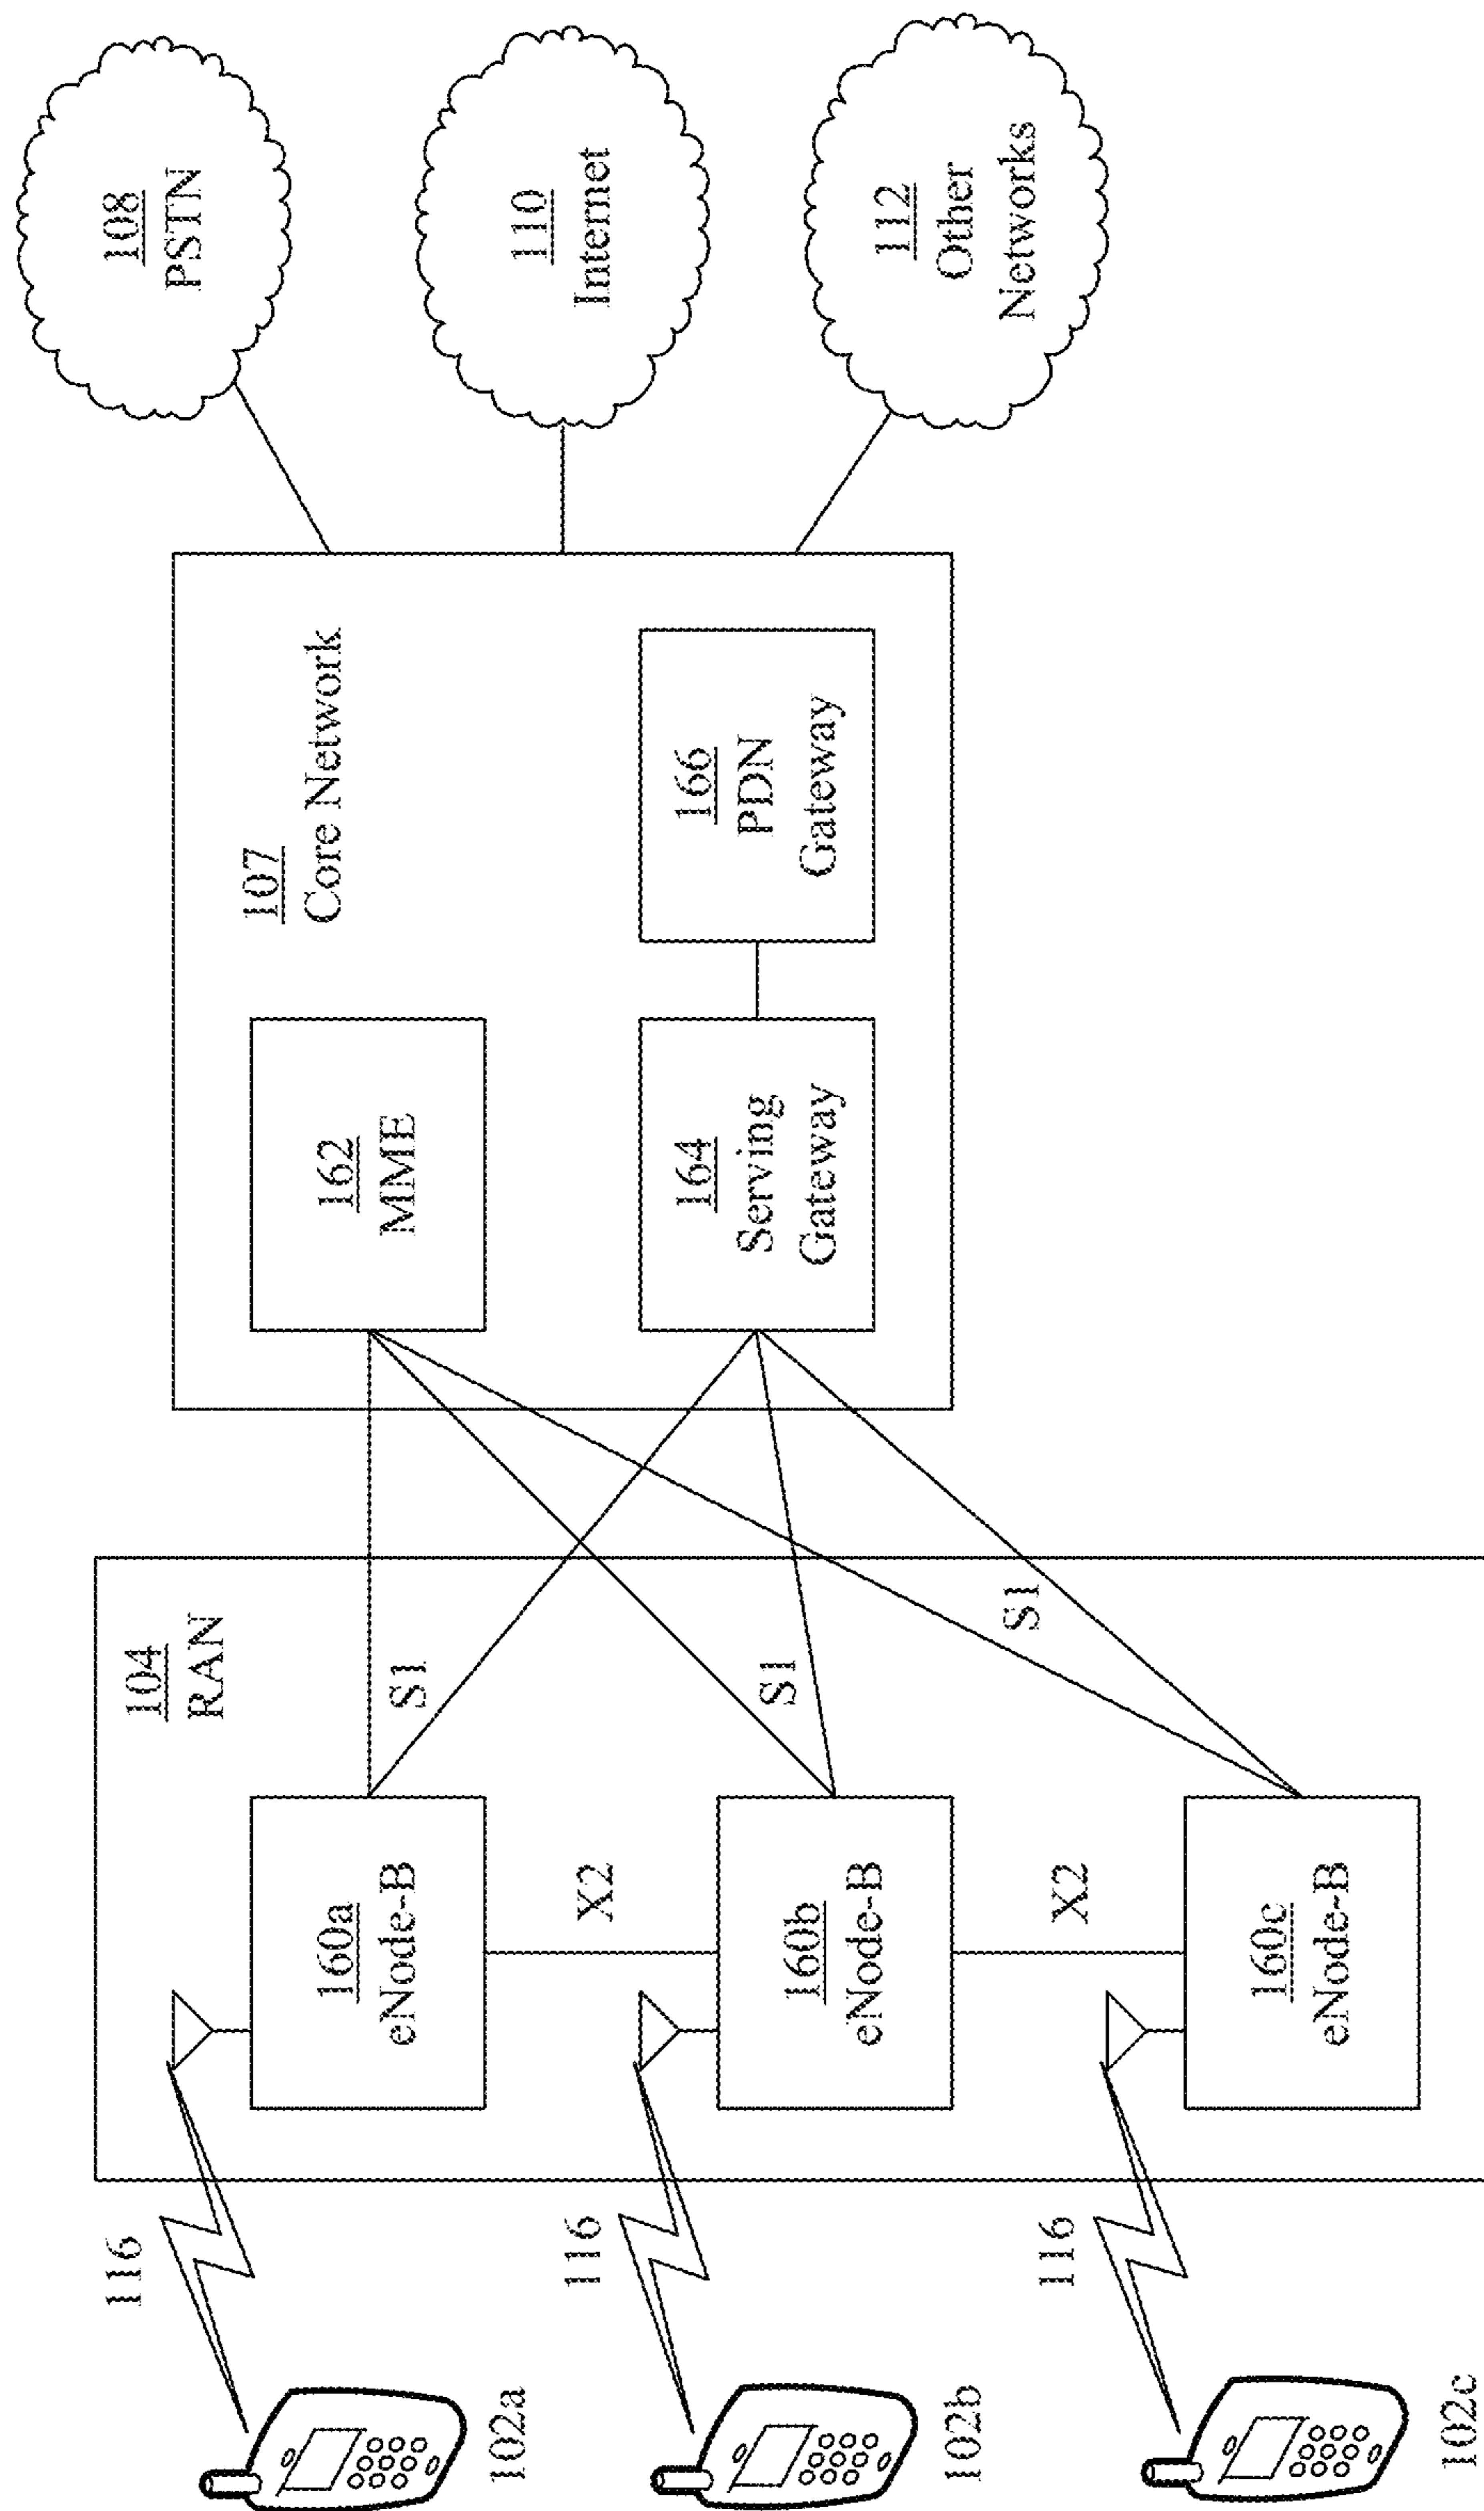 116
102a
116
102b
116
102c
104
RAN
160a
eNode-B
X2
160b
eNode-B
X2
160c
eNode-B
S1
S1
S1
107
Core Network
162
MME
164
Serving
Gateway
166
PDN
Gateway
108
PSTN
110
Internet
112
Other
Networks